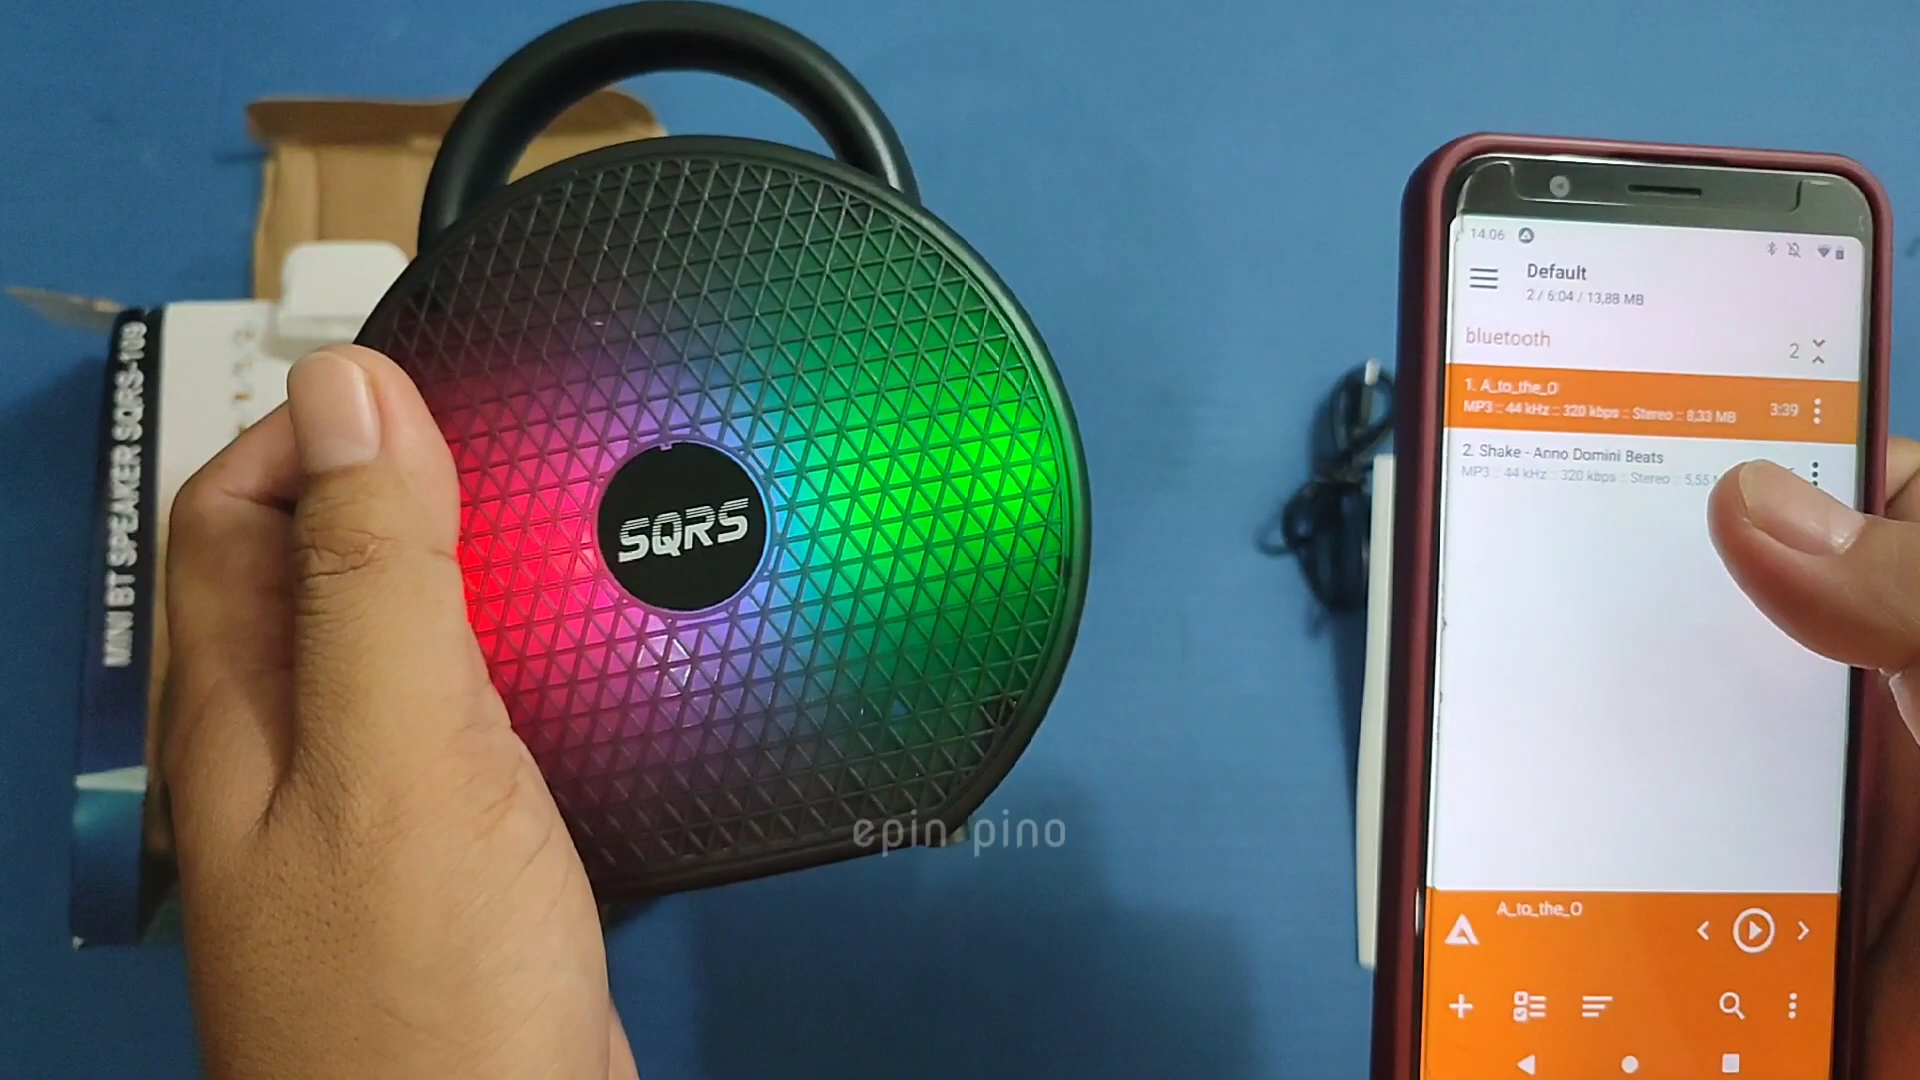 MINI BT SPEAKER SQRS-109
SQRS
epin pino
14.06
Default
2 / 6:04 / 13,88 MB
bluetooth
2
1. A_to_the_O
MP3 :: 44 kHz :: 320 kbps :: Stereo :: 8,33 MB
3:39
2. Shake - Anno Domini Beats
MP3 :: 44 kHz :: 320 kbps :: Stereo :: 5,55
A_to_the_O